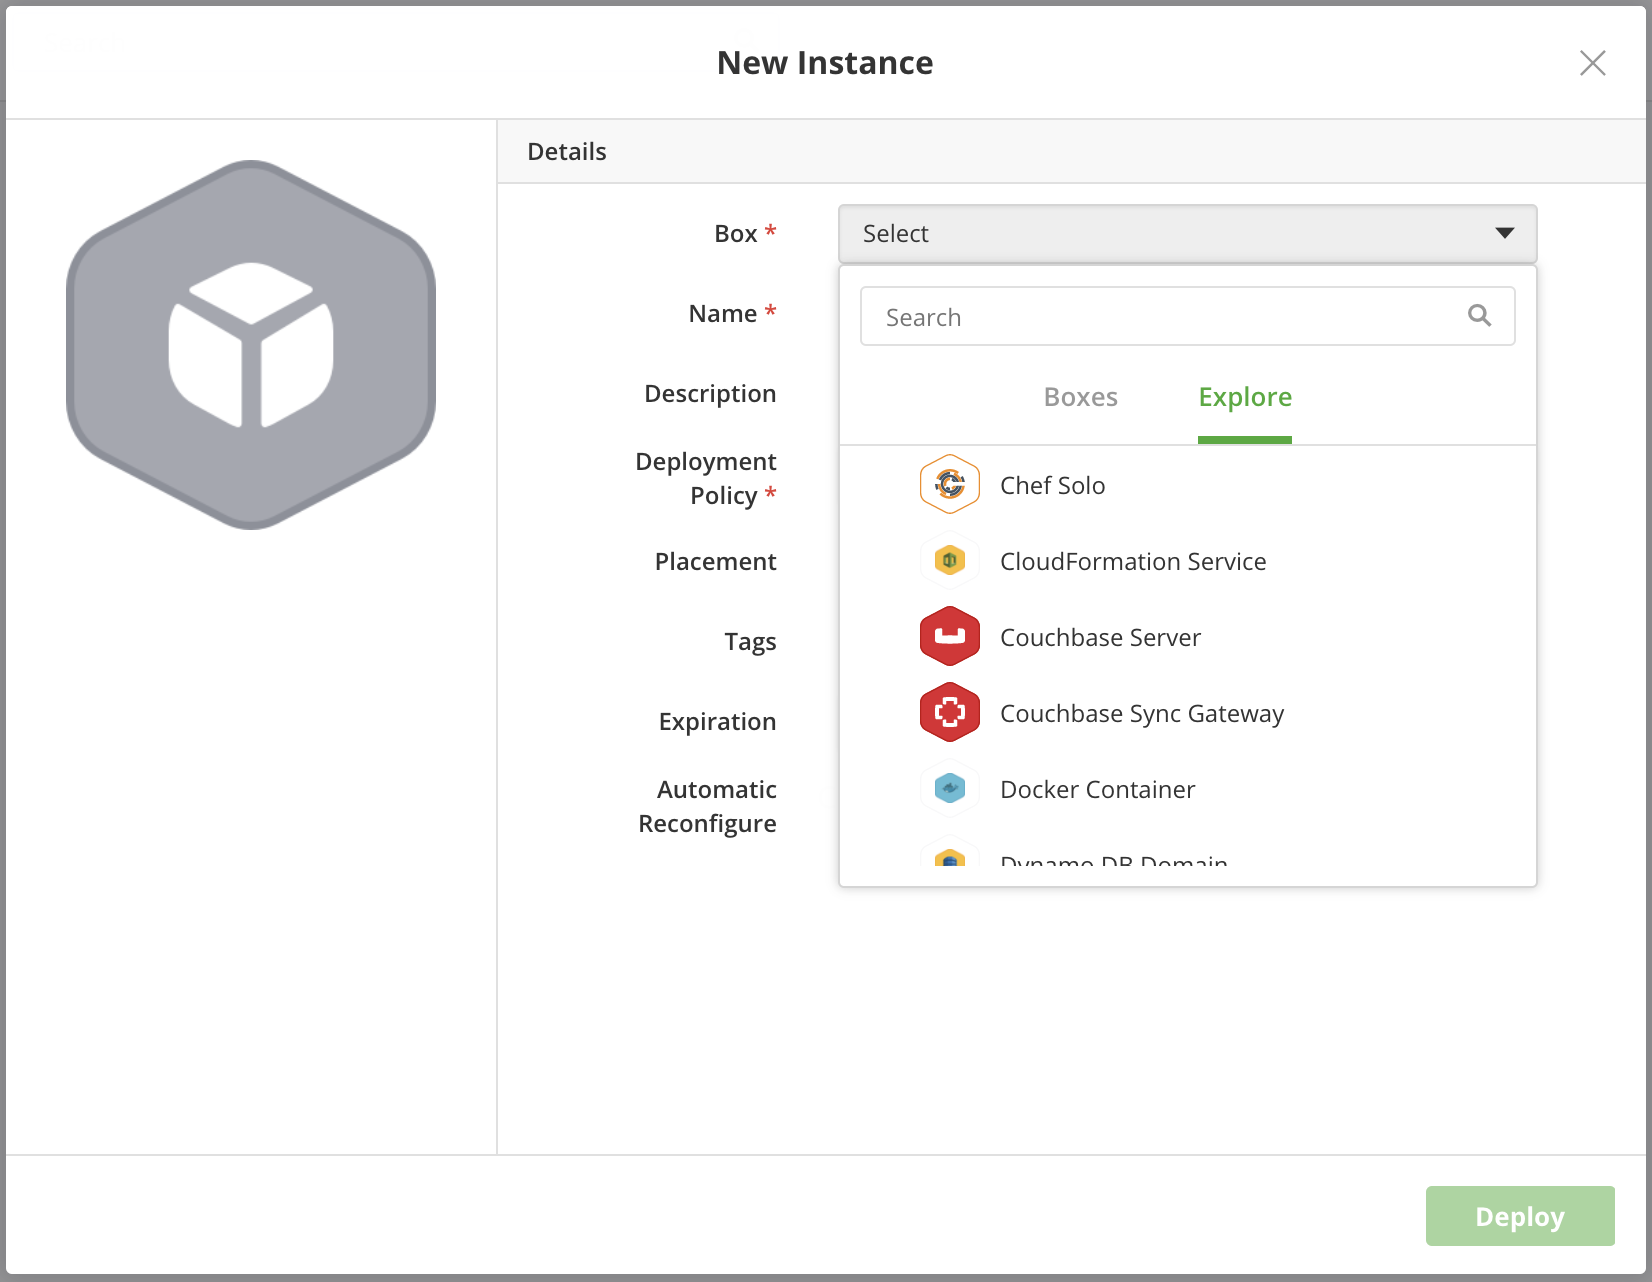 New Instance
Details
Box *
Select
Name *
Search
Description
Boxes
Explore
Deployment
Policy *
Chef Solo
Placement
CloudFormation Service
Tags
Couchbase Server
Expiration
Couchbase Sync Gateway
Automatic
Reconfigure
Docker Container
Dynamo DB Domain
Deploy